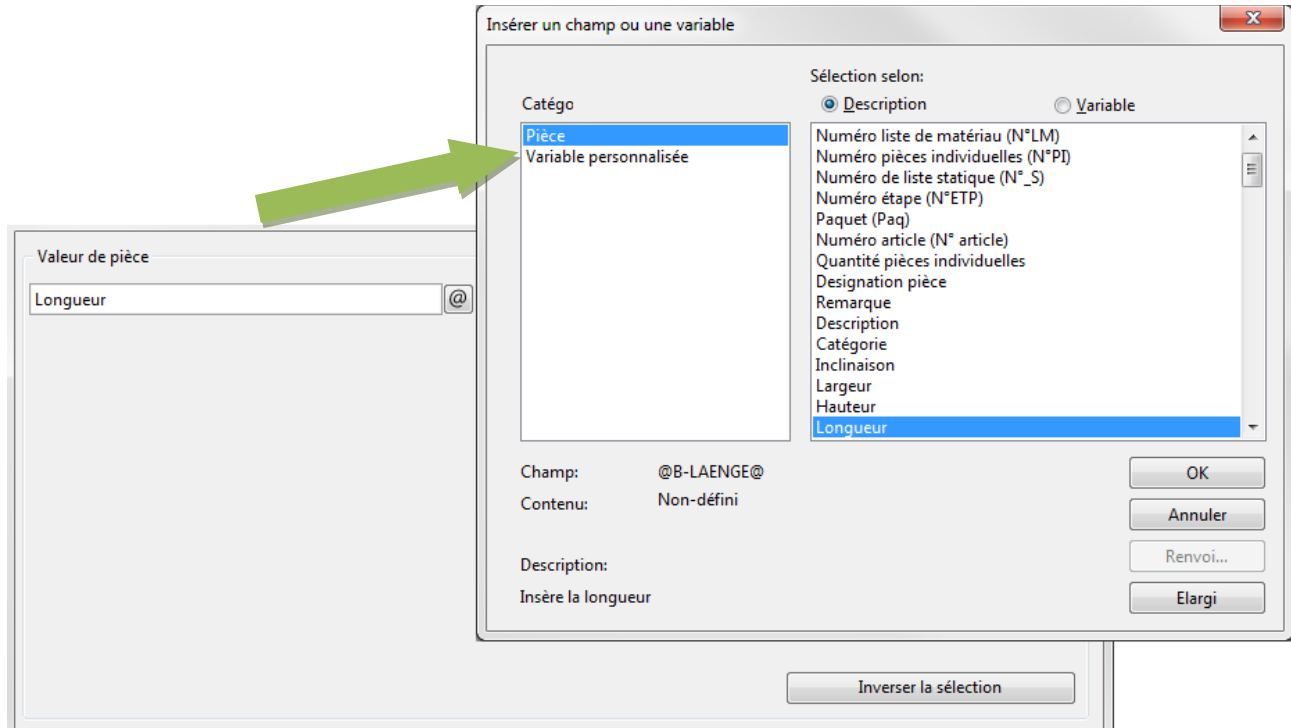 Insérer un champ ou une variable
Sélection selon:
Catégo
Description
Variable
Pièce
Variable personnalisée
Numéro liste de matériau (N°LM)
Numéro pièces individuelles (N°PI)
Numéro de liste statique (N°_S)
Numéro étape (N°ETP)
Paquet (Paq)
Numéro article (N° article)
Quantité pièces individuelles
Designation pièce
Remarque
Description
Catégorie
Inclinaison
Largeur
Hauteur
Longueur
Valeur de pièce
Longueur
@
Champ: @B-LAENGE@
Contenu: Non-défini
Description:
Insère la longueur
OK
Annuler
Renvoi...
Elargi
Inverser la sélection